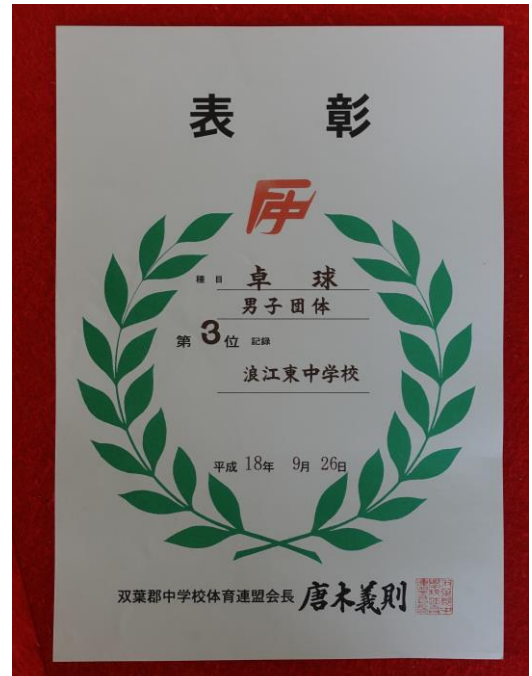 表彰
種目 卓球
男子団体
第3位 記録
浪江東中学校
平成 18年 9月 26日
双葉郡中学校体育連盟会長 唐木義則